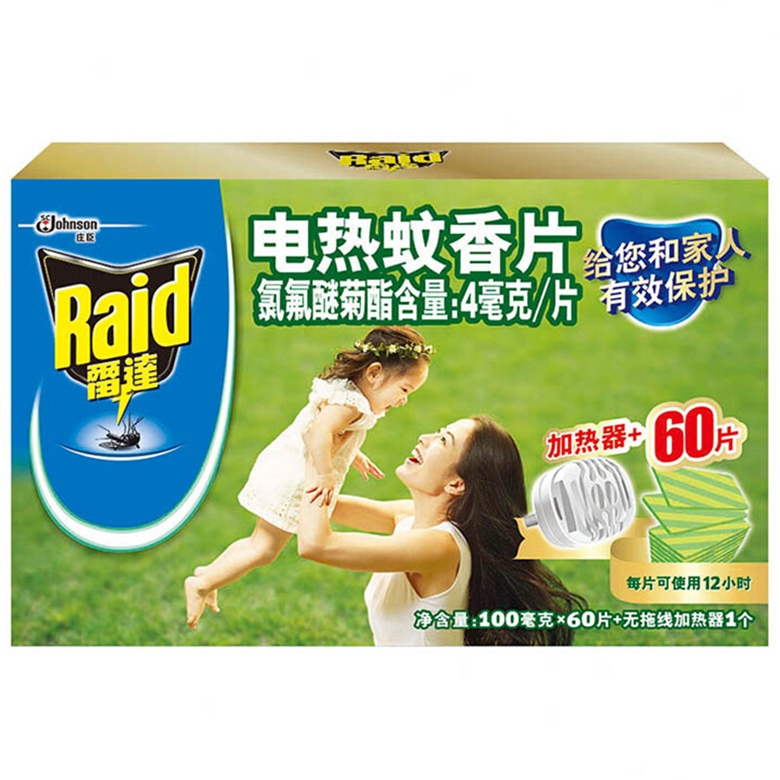 Raid
SC
Johnson
庄臣
Raid
雷達
电热蚊香片
氯氟醚菊酯含量:4毫克/片
给您和家人
有效保护
加热器+60片
每片可使用12小时
净含量:100毫克×60片+无拖线加热器1个